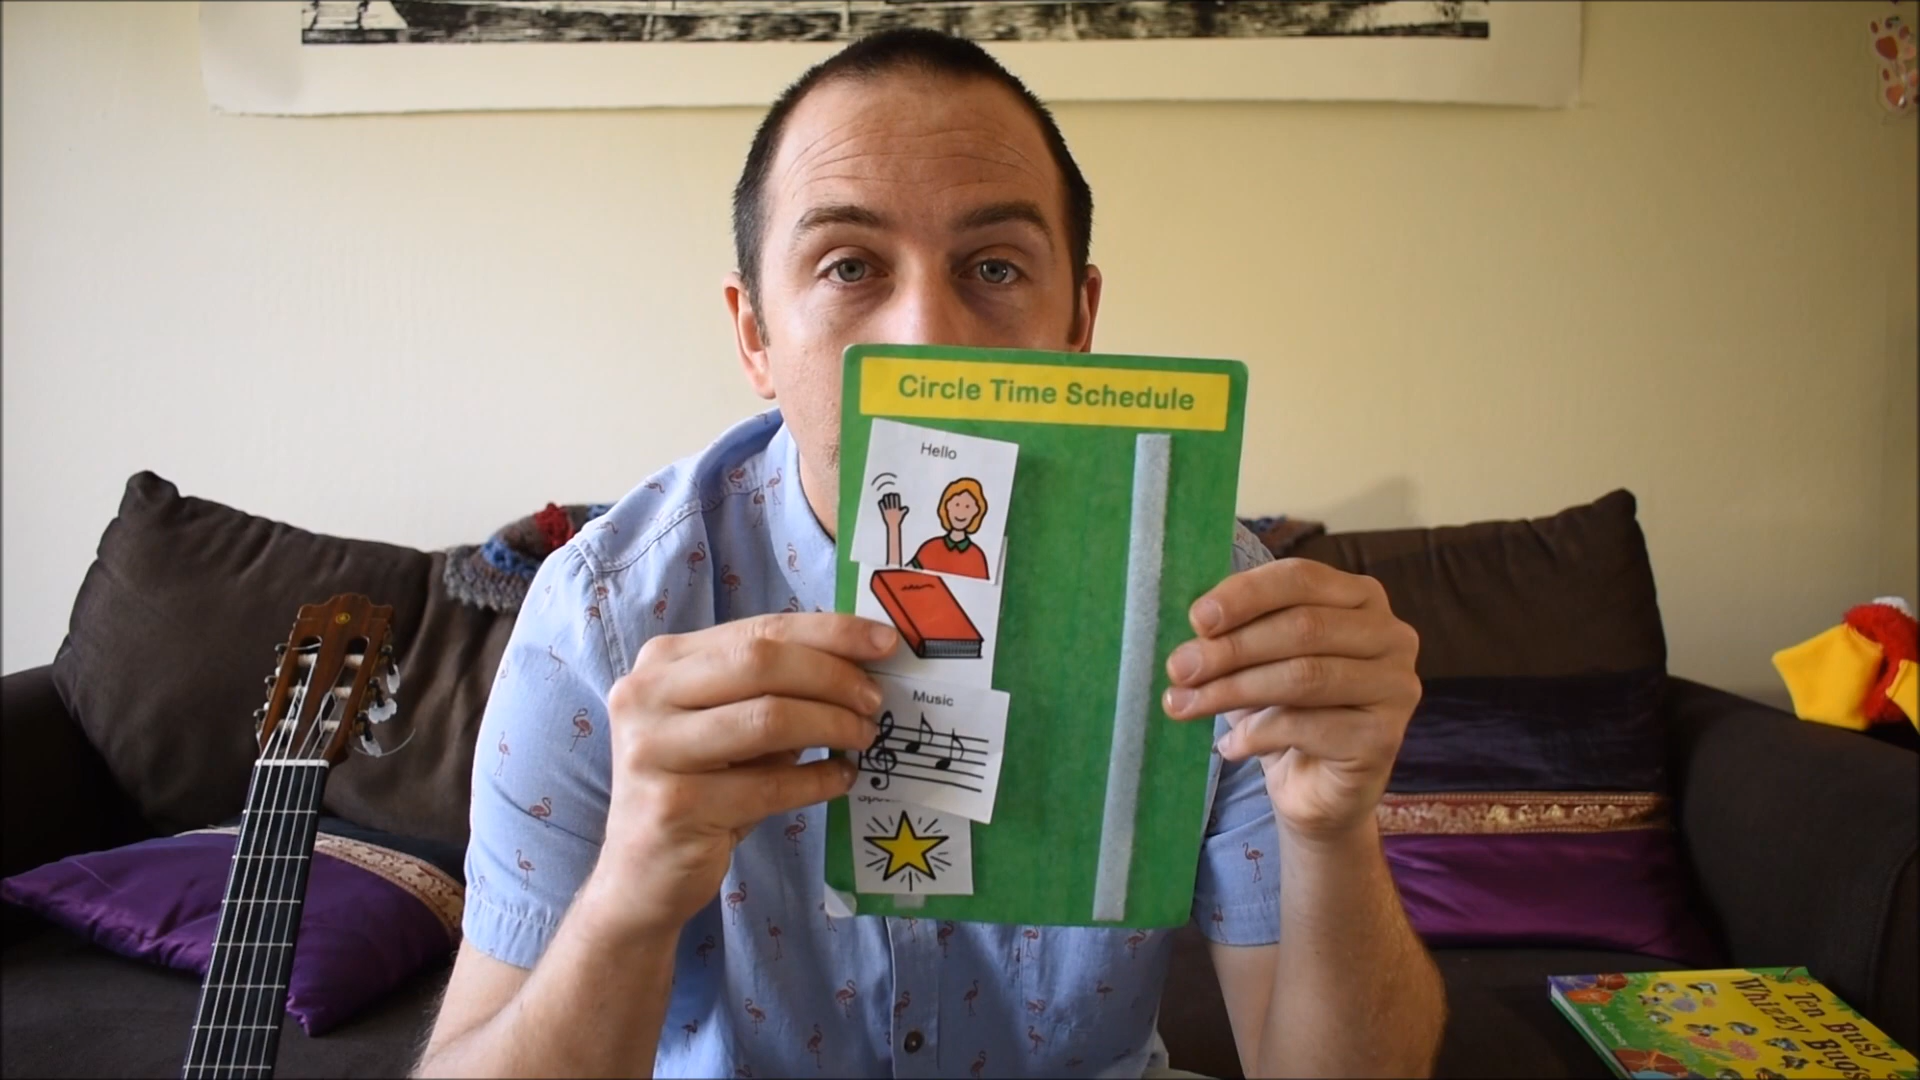 Circle Time Schedule
Hello
Music
Ten Busy
Whizzy Bugs